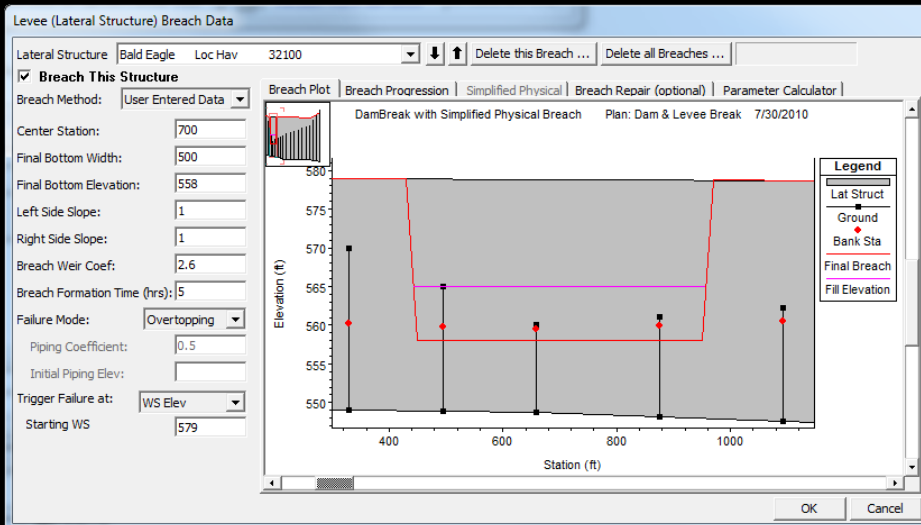 Levee (Lateral Structure) Breach Data
Lateral Structure Bald Eagle Loc Hav 32100 Delete this Breach ... Delete all Breaches ...
Breach This Structure
Breach Method: User Entered Data
Center Station: 700
Final Bottom Width: 500
Final Bottom Elevation: 558
Left Side Slope: 1
Right Side Slope: 1
Breach Weir Coef: 2.6
Breach Formation Time (hrs): 5
Failure Mode: Overtopping
Piping Coefficient: 0.5
Initial Piping Elev:
Trigger Failure at: WS Elev
Starting WS 579
Breach Plot Breach Progression Simplified Physical Breach Repair (optional) Parameter Calculator
DamBreak with Simplified Physical Breach Plan: Dam & Levee Break 7/30/2010
Elevation (ft)
580
575
570
565
560
555
550
400 600 800 1000
Station (ft)
Legend
Lat Struct
Ground
Bank Sta
Final Breach
Fill Elevation
OK Cancel